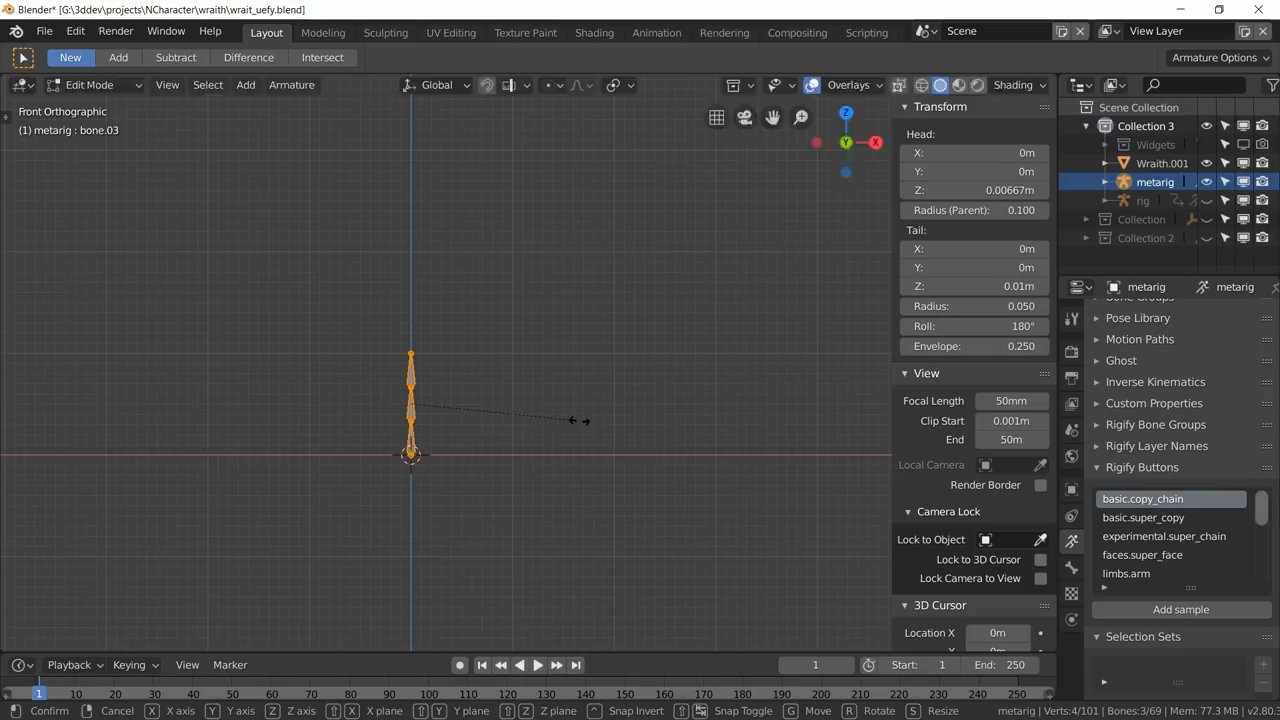 Blender* [G:\3ddev\projects\NCharacter\wraith\wrait_uefy.blend]
File Edit Render Window Help Layout Modeling Sculpting UV Editing Texture Paint Shading Animation Rendering Compositing Scripting Scene View Layer
New Add Subtract Difference Intersect Armature Options
Edit Mode View Select Add Armature Global Overlays Shading
Front Orthographic
(1) metarig : bone.03
Z
Y
X
Transform
Head:
X: 0m
Y: 0m
Z: 0.00667m
Radius (Parent): 0.100
Tail:
X: 0m
Y: 0m
Z: 0.01m
Radius: 0.050
Roll: 180°
Envelope: 0.250
View
Focal Length 50mm
Clip Start 0.001m
End 50m
Local Camera
Render Border
Camera Lock
Lock to Object
Lock to 3D Cursor
Lock Camera to View
3D Cursor
Location X 0m
Scene Collection
Collection 3
Widgets
Wraith.001
metarig
rig
Collection
Collection 2
metarig metarig
Pose Library
Motion Paths
Ghost
Inverse Kinematics
Custom Properties
Rigify Bone Groups
Rigify Layer Names
Rigify Buttons
basic.copy_chain
basic.super_copy
experimental.super_chain
faces.super_face
limbs.arm
Add sample
Selection Sets
Playback Keying View Marker 1 Start: 1 End: 250
1 10 20 30 40 50 60 70 80 90 100 110 120 130 140 150 160 170 180 190 200 210 220 230 240 250
Confirm Cancel X X axis Y Y axis Z Z axis X X plane Y Y plane Z Z plane Snap Invert Snap Toggle G Move R Rotate S Resize metarig | Verts:4/101 | Bones:3/69 | Mem: 77.3 MB | v2.80.